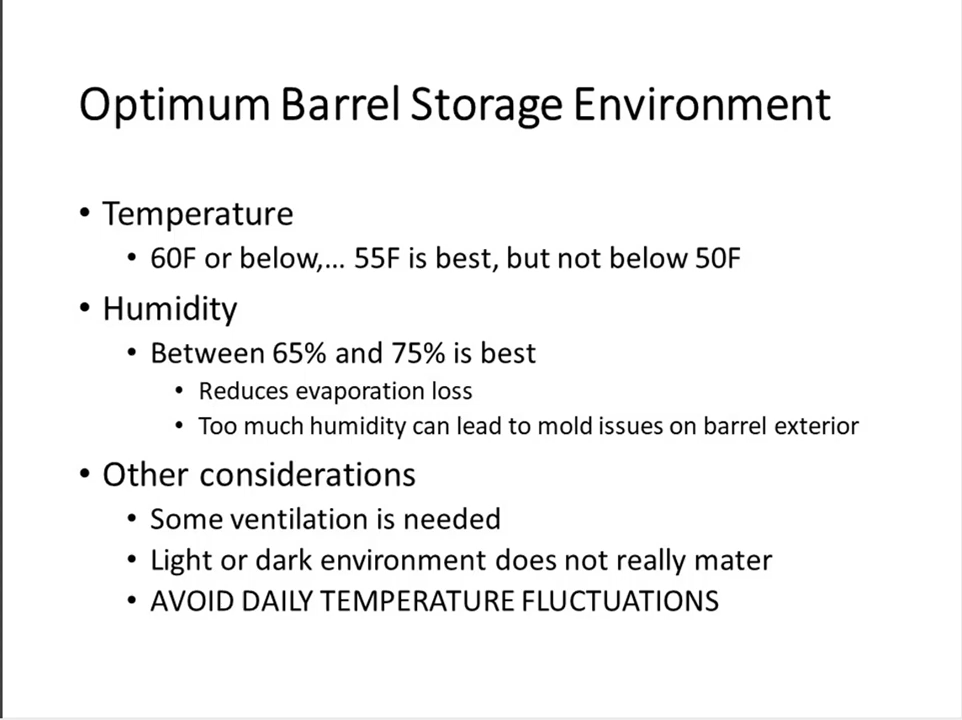 Optimum Barrel Storage Environment
• Temperature
• 60F or below,... 55F is best, but not below 50F
• Humidity
• Between 65% and 75% is best
• Reduces evaporation loss
• Too much humidity can lead to mold issues on barrel exterior
• Other considerations
• Some ventilation is needed
• Light or dark environment does not really mater
• AVOID DAILY TEMPERATURE FLUCTUATIONS